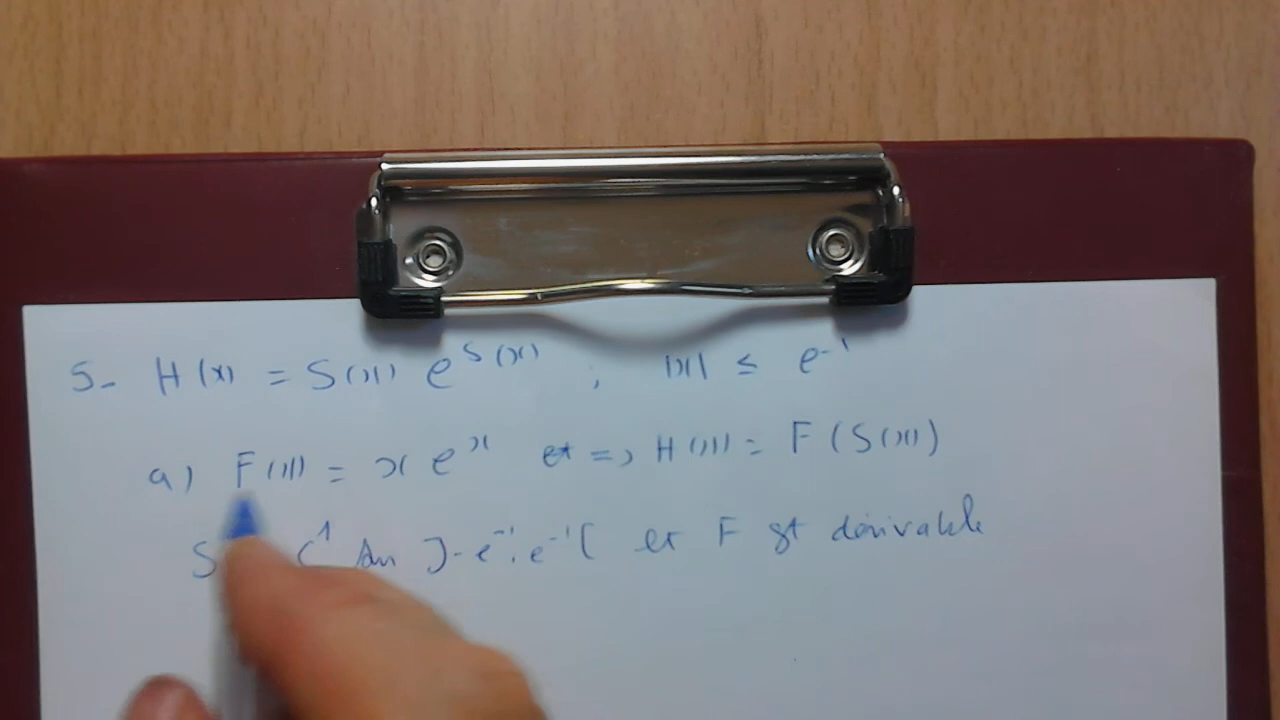 5- H(x) = S(x) e^S(x) , |x| ≤ e^-1
a) F(x) = x e^x et => H(x) = F(S(x))
S C^1 sur ]-e^-1, e^-1[ et F est dérivable